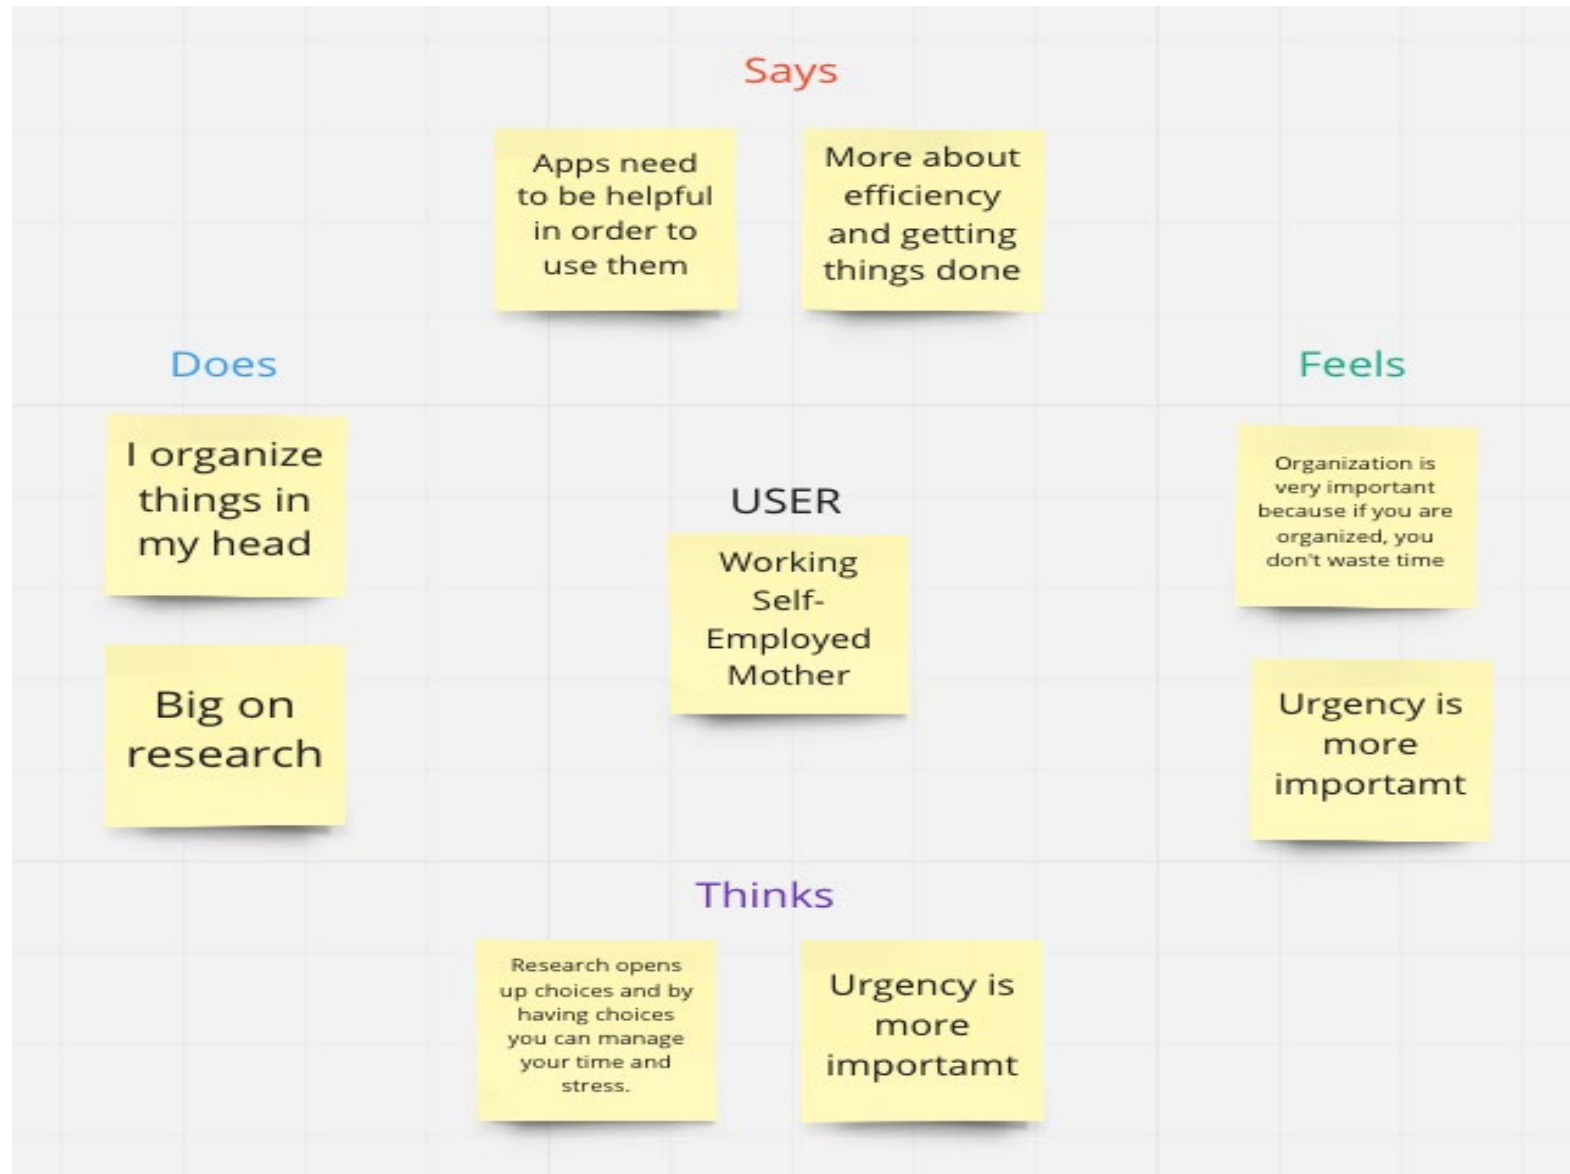 Says
Apps need
to be helpful
in order to
use them
More about
efficiency
and getting
things done
Does
I organize
things in
my head
Big on
research
USER
Working
Self-
Employed
Mother
Feels
Organization is
very important
because if you are
organized, you
don't waste time
Urgency is
more
importamt
Thinks
Research opens
up choices and by
having choices
you can manage
your time and
stress.
Urgency is
more
importamt